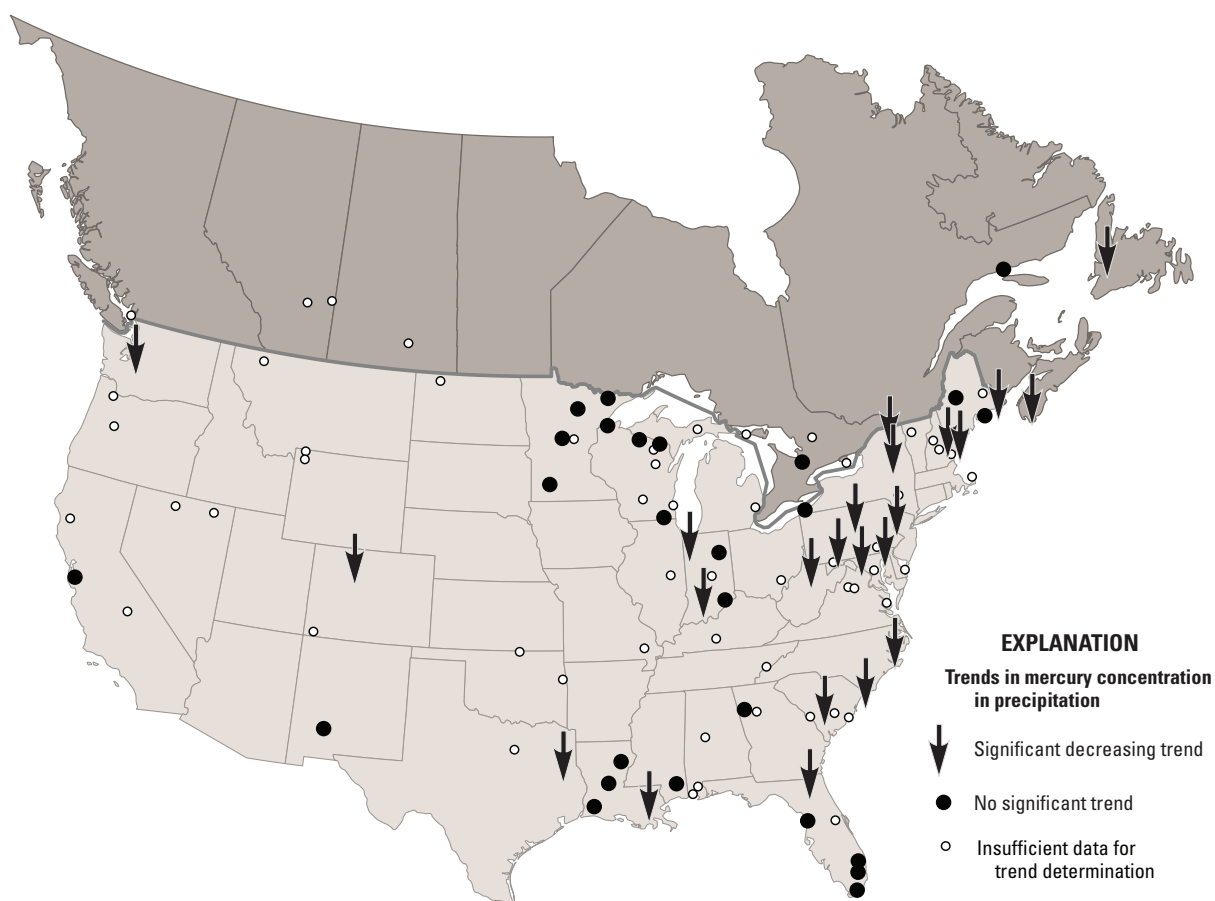 EXPLANATION
Trends in mercury concentration
in precipitation
Significant decreasing trend
No significant trend
Insufficient data for
trend determination